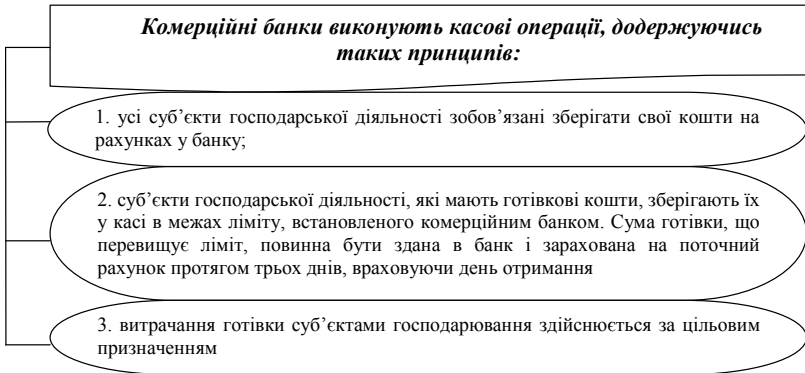 Комерційні банки виконують касові операції, додержуючись
таких принципів:
1. усі суб’єкти господарської діяльності зобов’язані зберігати свої кошти на
рахунках у банку;
2. суб’єкти господарської діяльності, які мають готівкові кошти, зберігають їх
у касі в межах ліміту, встановленого комерційним банком. Сума готівки, що
перевищує ліміт, повинна бути здана в банк і зарахована на поточний
рахунок протягом трьох днів, враховуючи день отримання
3. витрачання готівки суб’єктами господарювання здійснюється за цільовим
призначенням